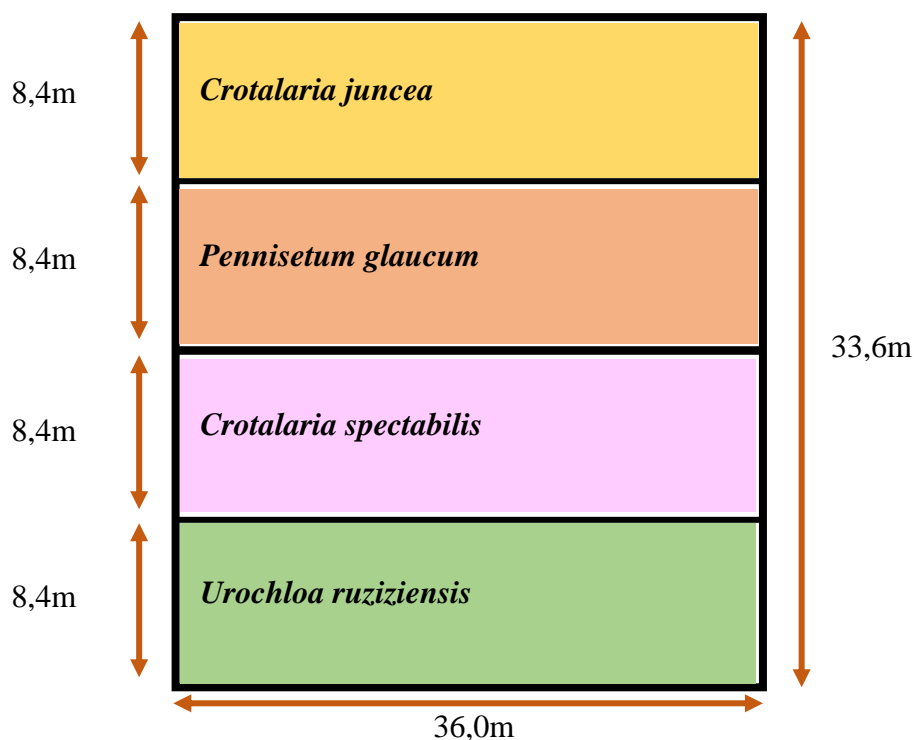 8,4m
Crotalaria juncea
8,4m
Pennisetum glaucum
33,6m
8,4m
Crotalaria spectabilis
8,4m
Urochloa ruziziensis
36,0m